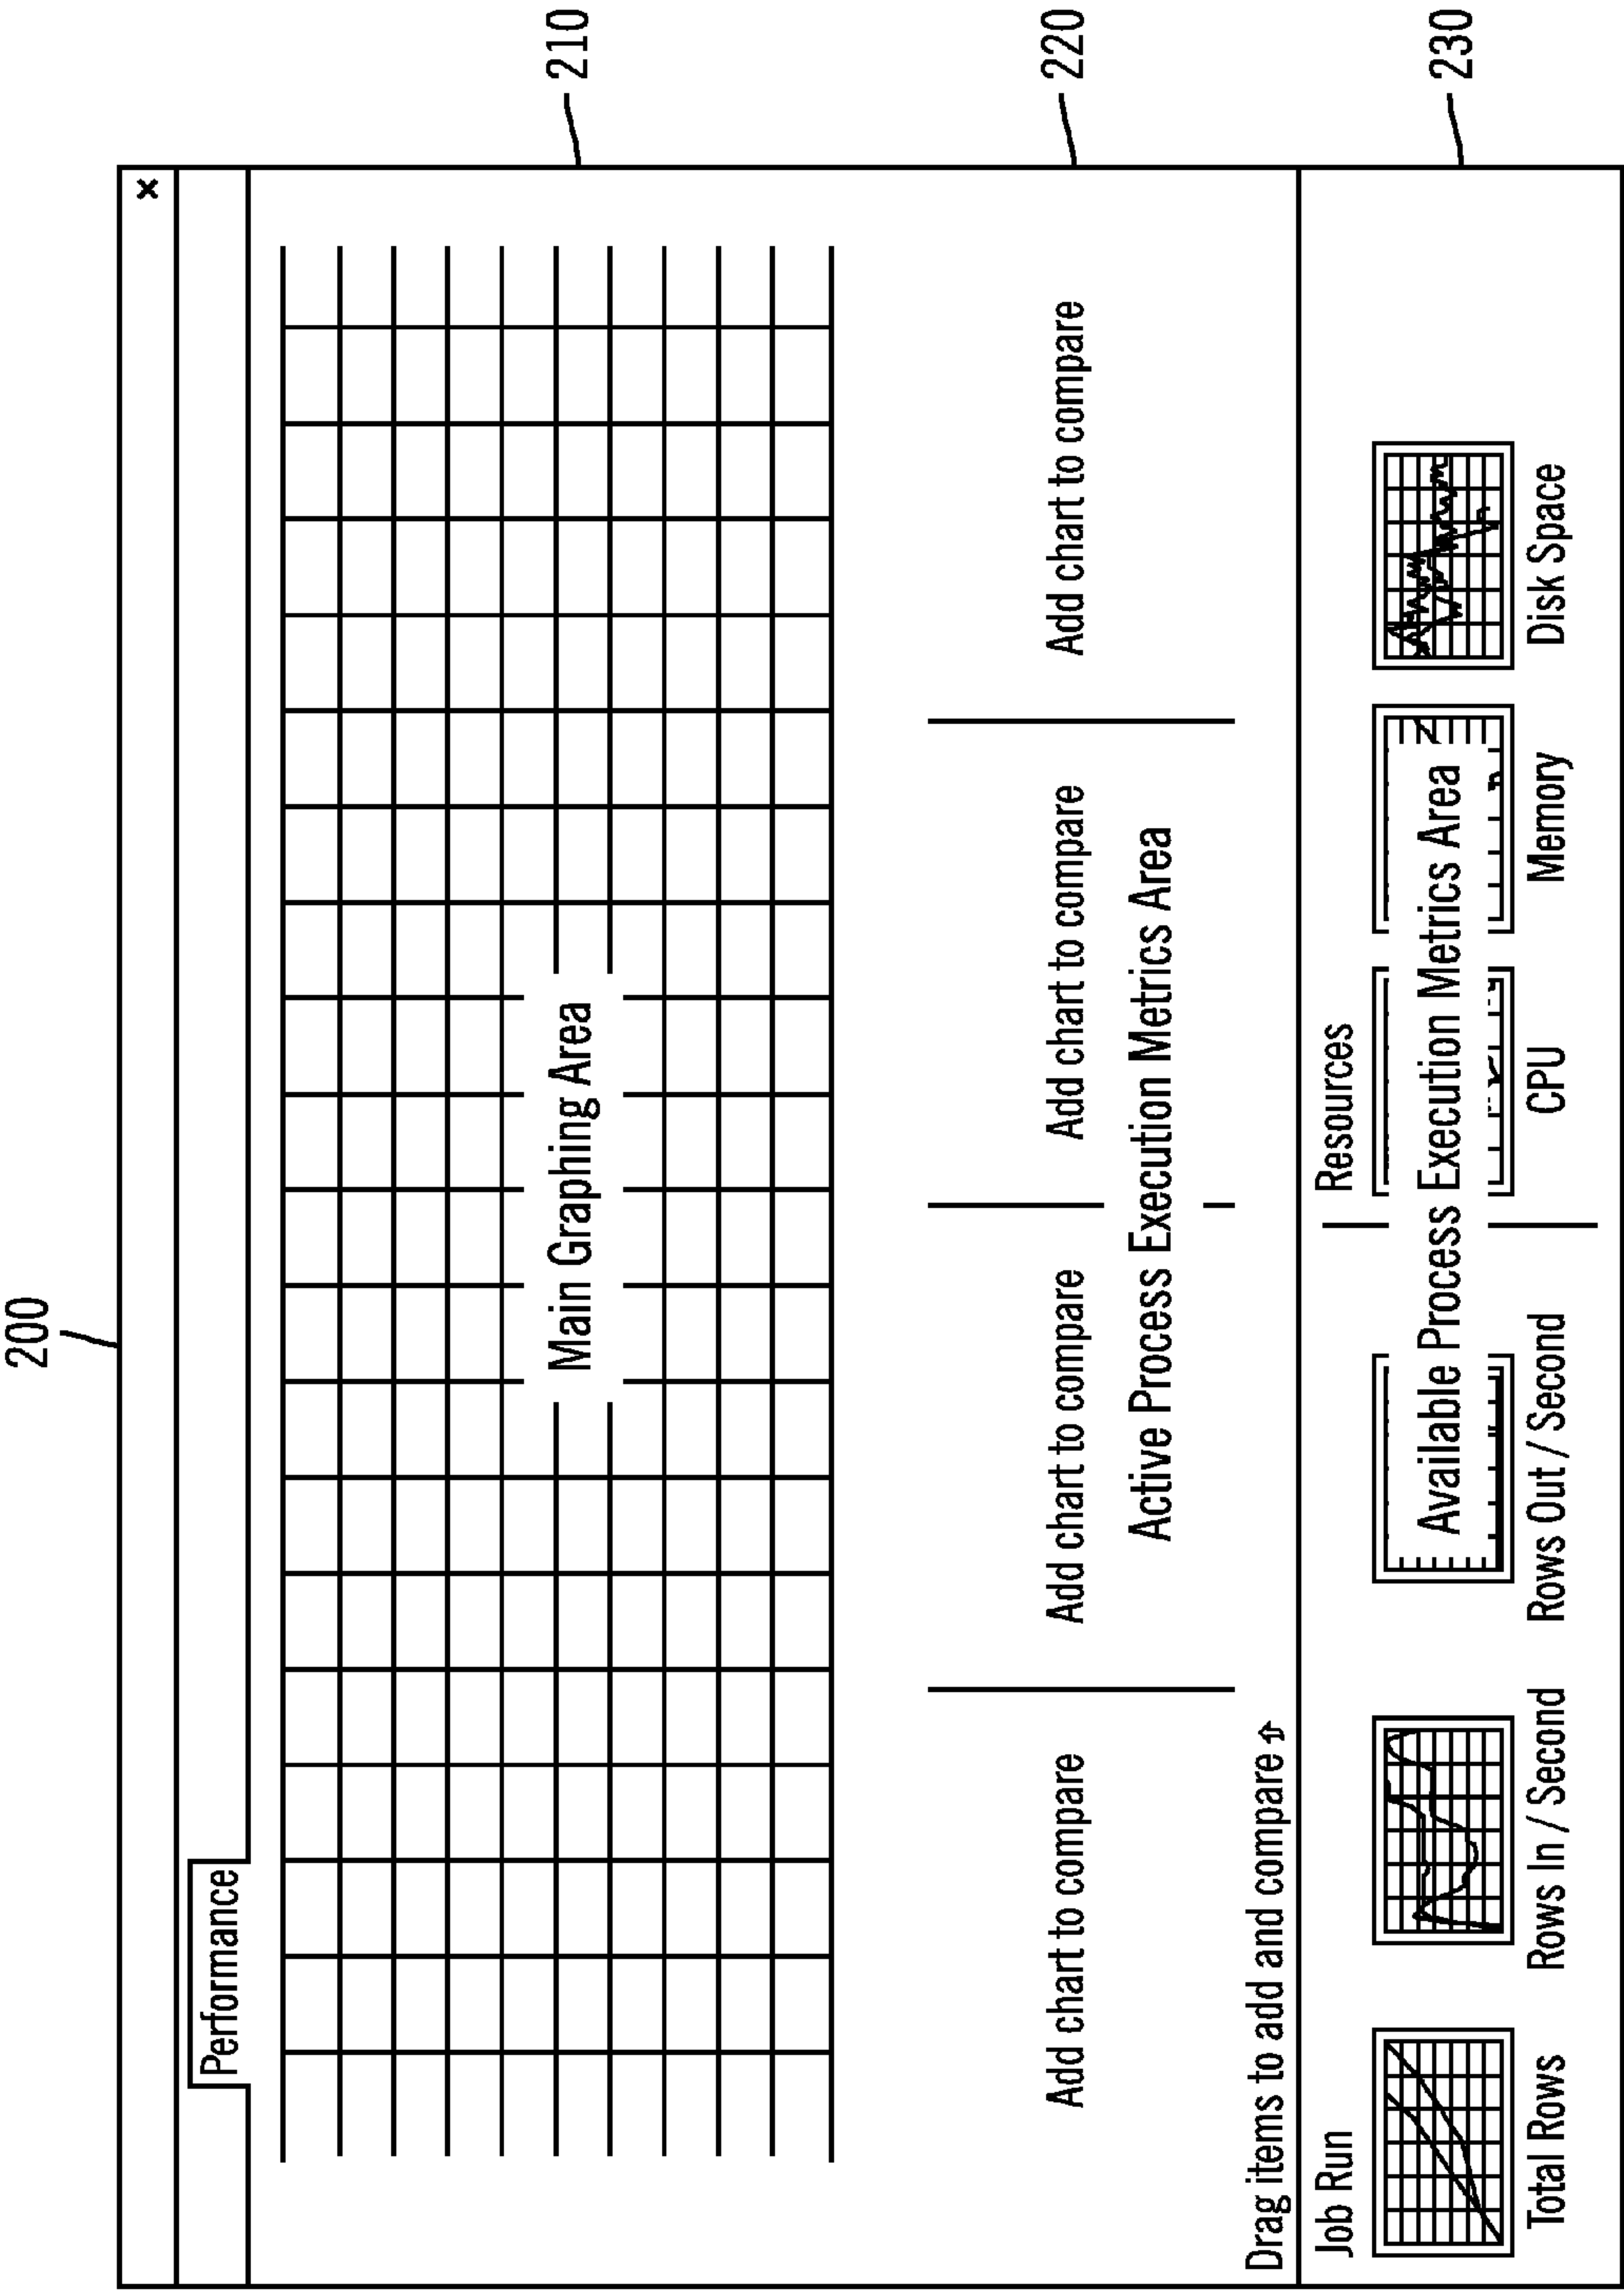 200
×
Performance
Main Graphing Area
210
Add chart to compare
Add chart to compare
Add chart to compare
Add chart to compare
220
Active Process Execution Metrics Area
Drag items to add and compare ⇧
Job Run
Resources
Available Process Execution Metrics Area
230
Total Rows
Rows In / Second
Rows Out / Second
CPU
Memory
Disk Space